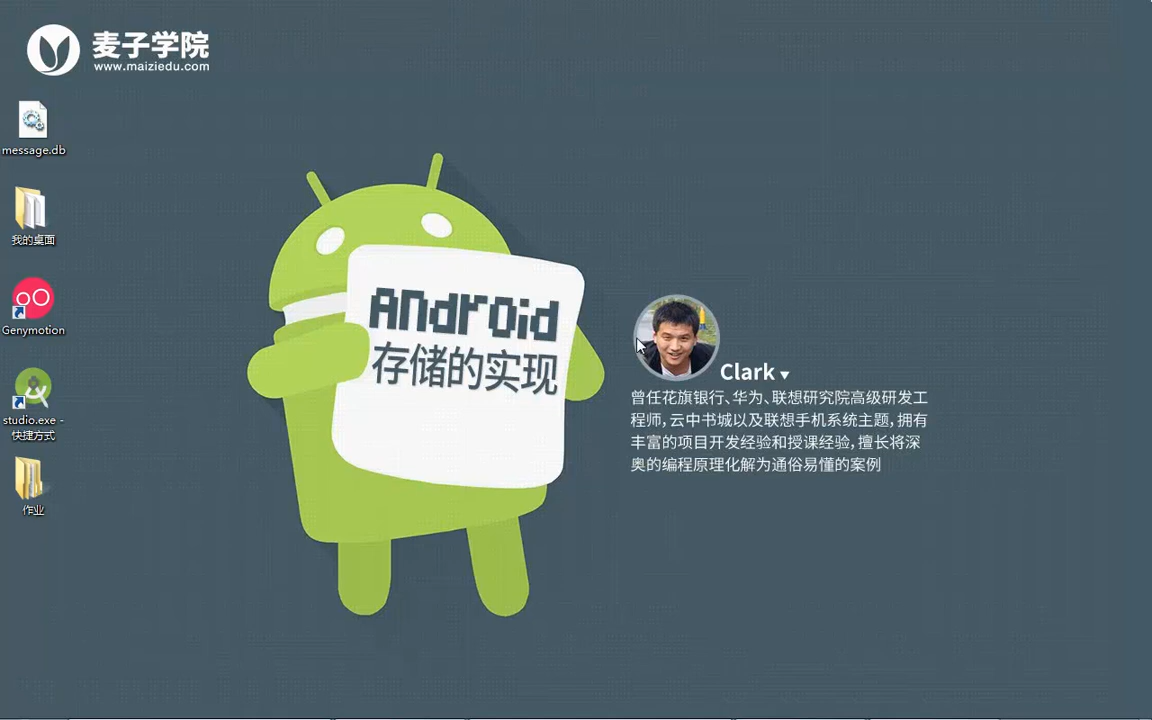 麦子学院
www.maiziedu.com
message.db
我的桌面
Genymotion
studio.exe -
快捷方式
作业
Android
存储的实现
Clark
曾任花旗银行、华为、联想研究院高级研发工
程师,云中书城以及联想手机系统主题,拥有
丰富的项目开发经验和授课经验,擅长将深
奥的编程原理化解为通俗易懂的案例